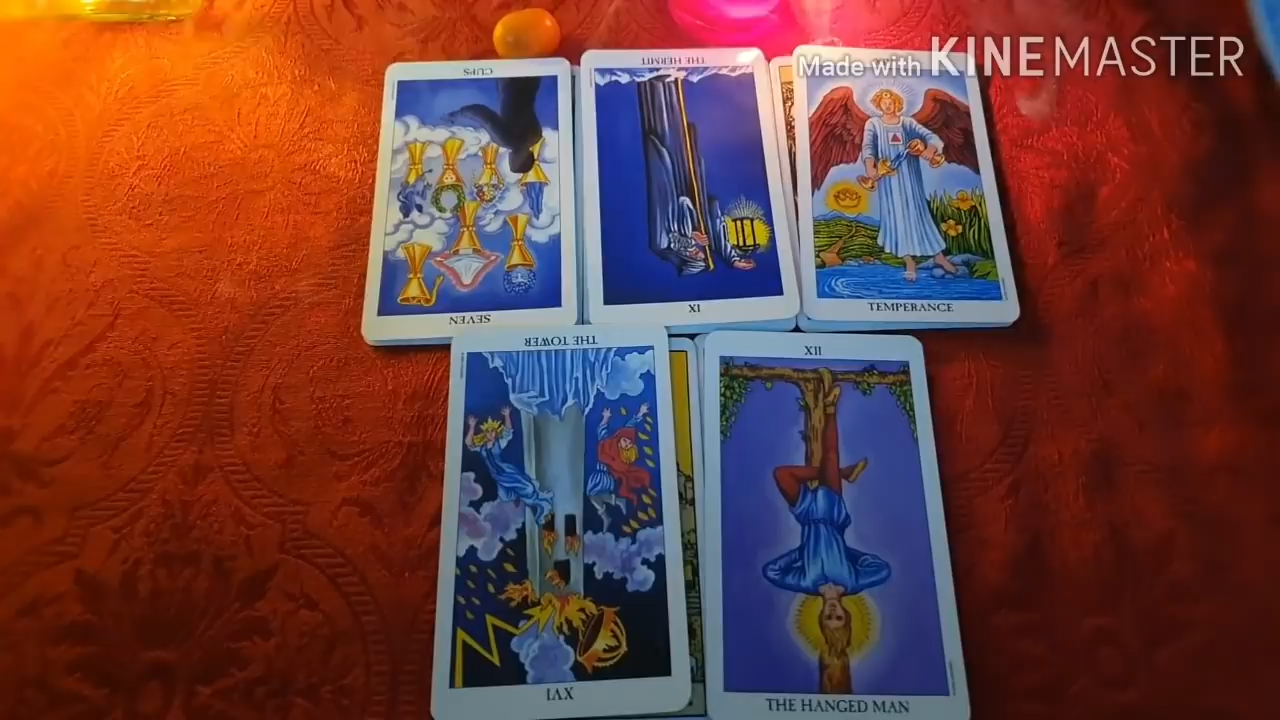 Made with KINEMASTER
CUPS
THE HERMIT
SEVEN
IX
TEMPERANCE
THE TOWER
XII
XVI
THE HANGED MAN